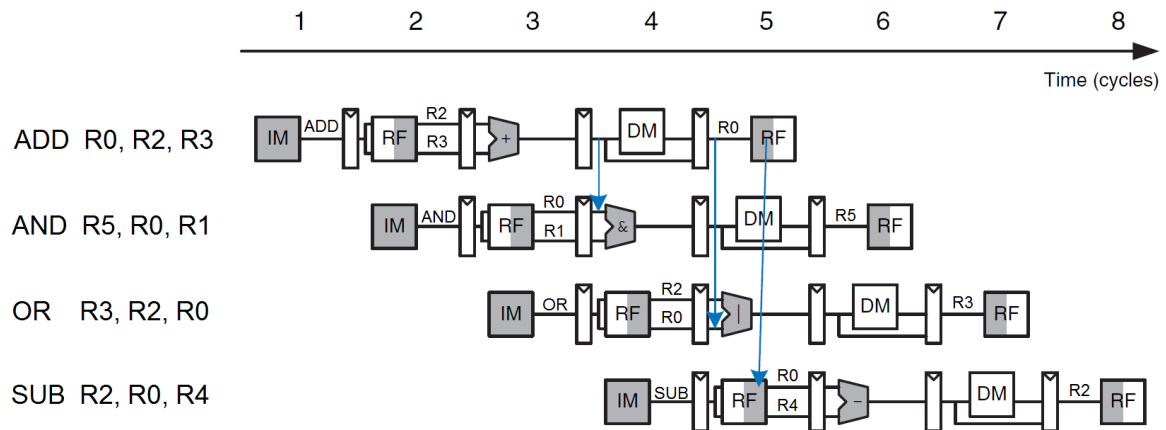 1 2 3 4 5 6 7 8
Time (cycles)
ADD R0, R2, R3
IM ADD RF R2 R3 + DM R0 RF
AND R5, R0, R1
IM AND RF R0 R1 & DM R5 RF
OR R3, R2, R0
IM OR RF R2 R0 | DM R3 RF
SUB R2, R0, R4
IM SUB RF R0 R4 - DM R2 RF